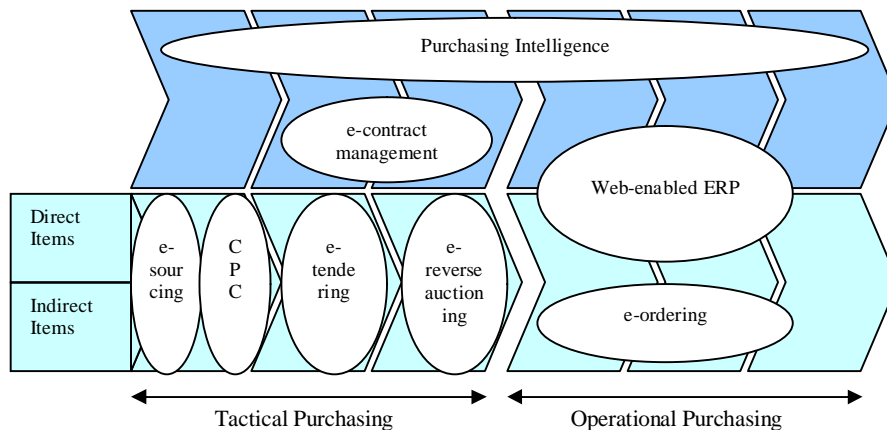 Purchasing Intelligence
e-contract
management
Web-enabled ERP
Direct
Items
Indirect
Items
e-
sour
cing
C
P
C
e-
tende
ring
e-
reverse
auction
ing
e-ordering
Tactical Purchasing
Operational Purchasing